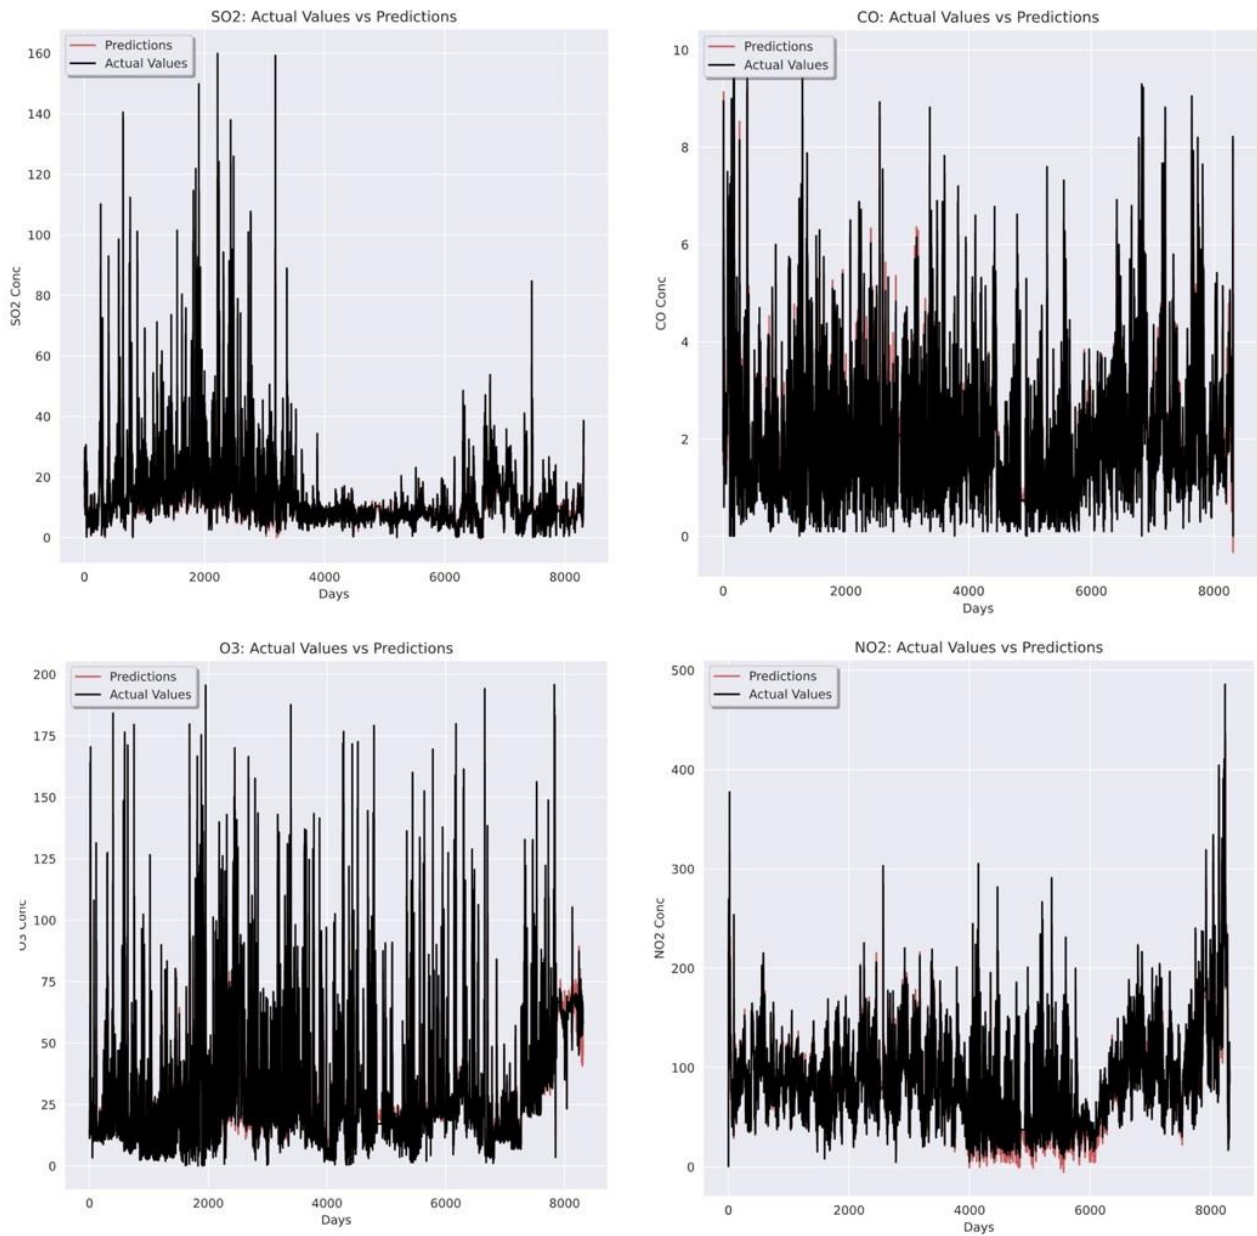 SO2: Actual Values vs Predictions
Predictions
Actual Values
160
140
120
100
80
60
40
20
0
SO2 Conc
0 2000 4000 6000 8000
Days
CO: Actual Values vs Predictions
Predictions
Actual Values
10
8
6
4
2
0
CO Conc
0 2000 4000 6000 8000
Days
O3: Actual Values vs Predictions
Predictions
Actual Values
200
175
150
125
100
75
50
25
0
O3 Conc
0 2000 4000 6000 8000
Days
NO2: Actual Values vs Predictions
Predictions
Actual Values
500
400
300
200
100
0
NO2 Conc
0 2000 4000 6000 8000
Days